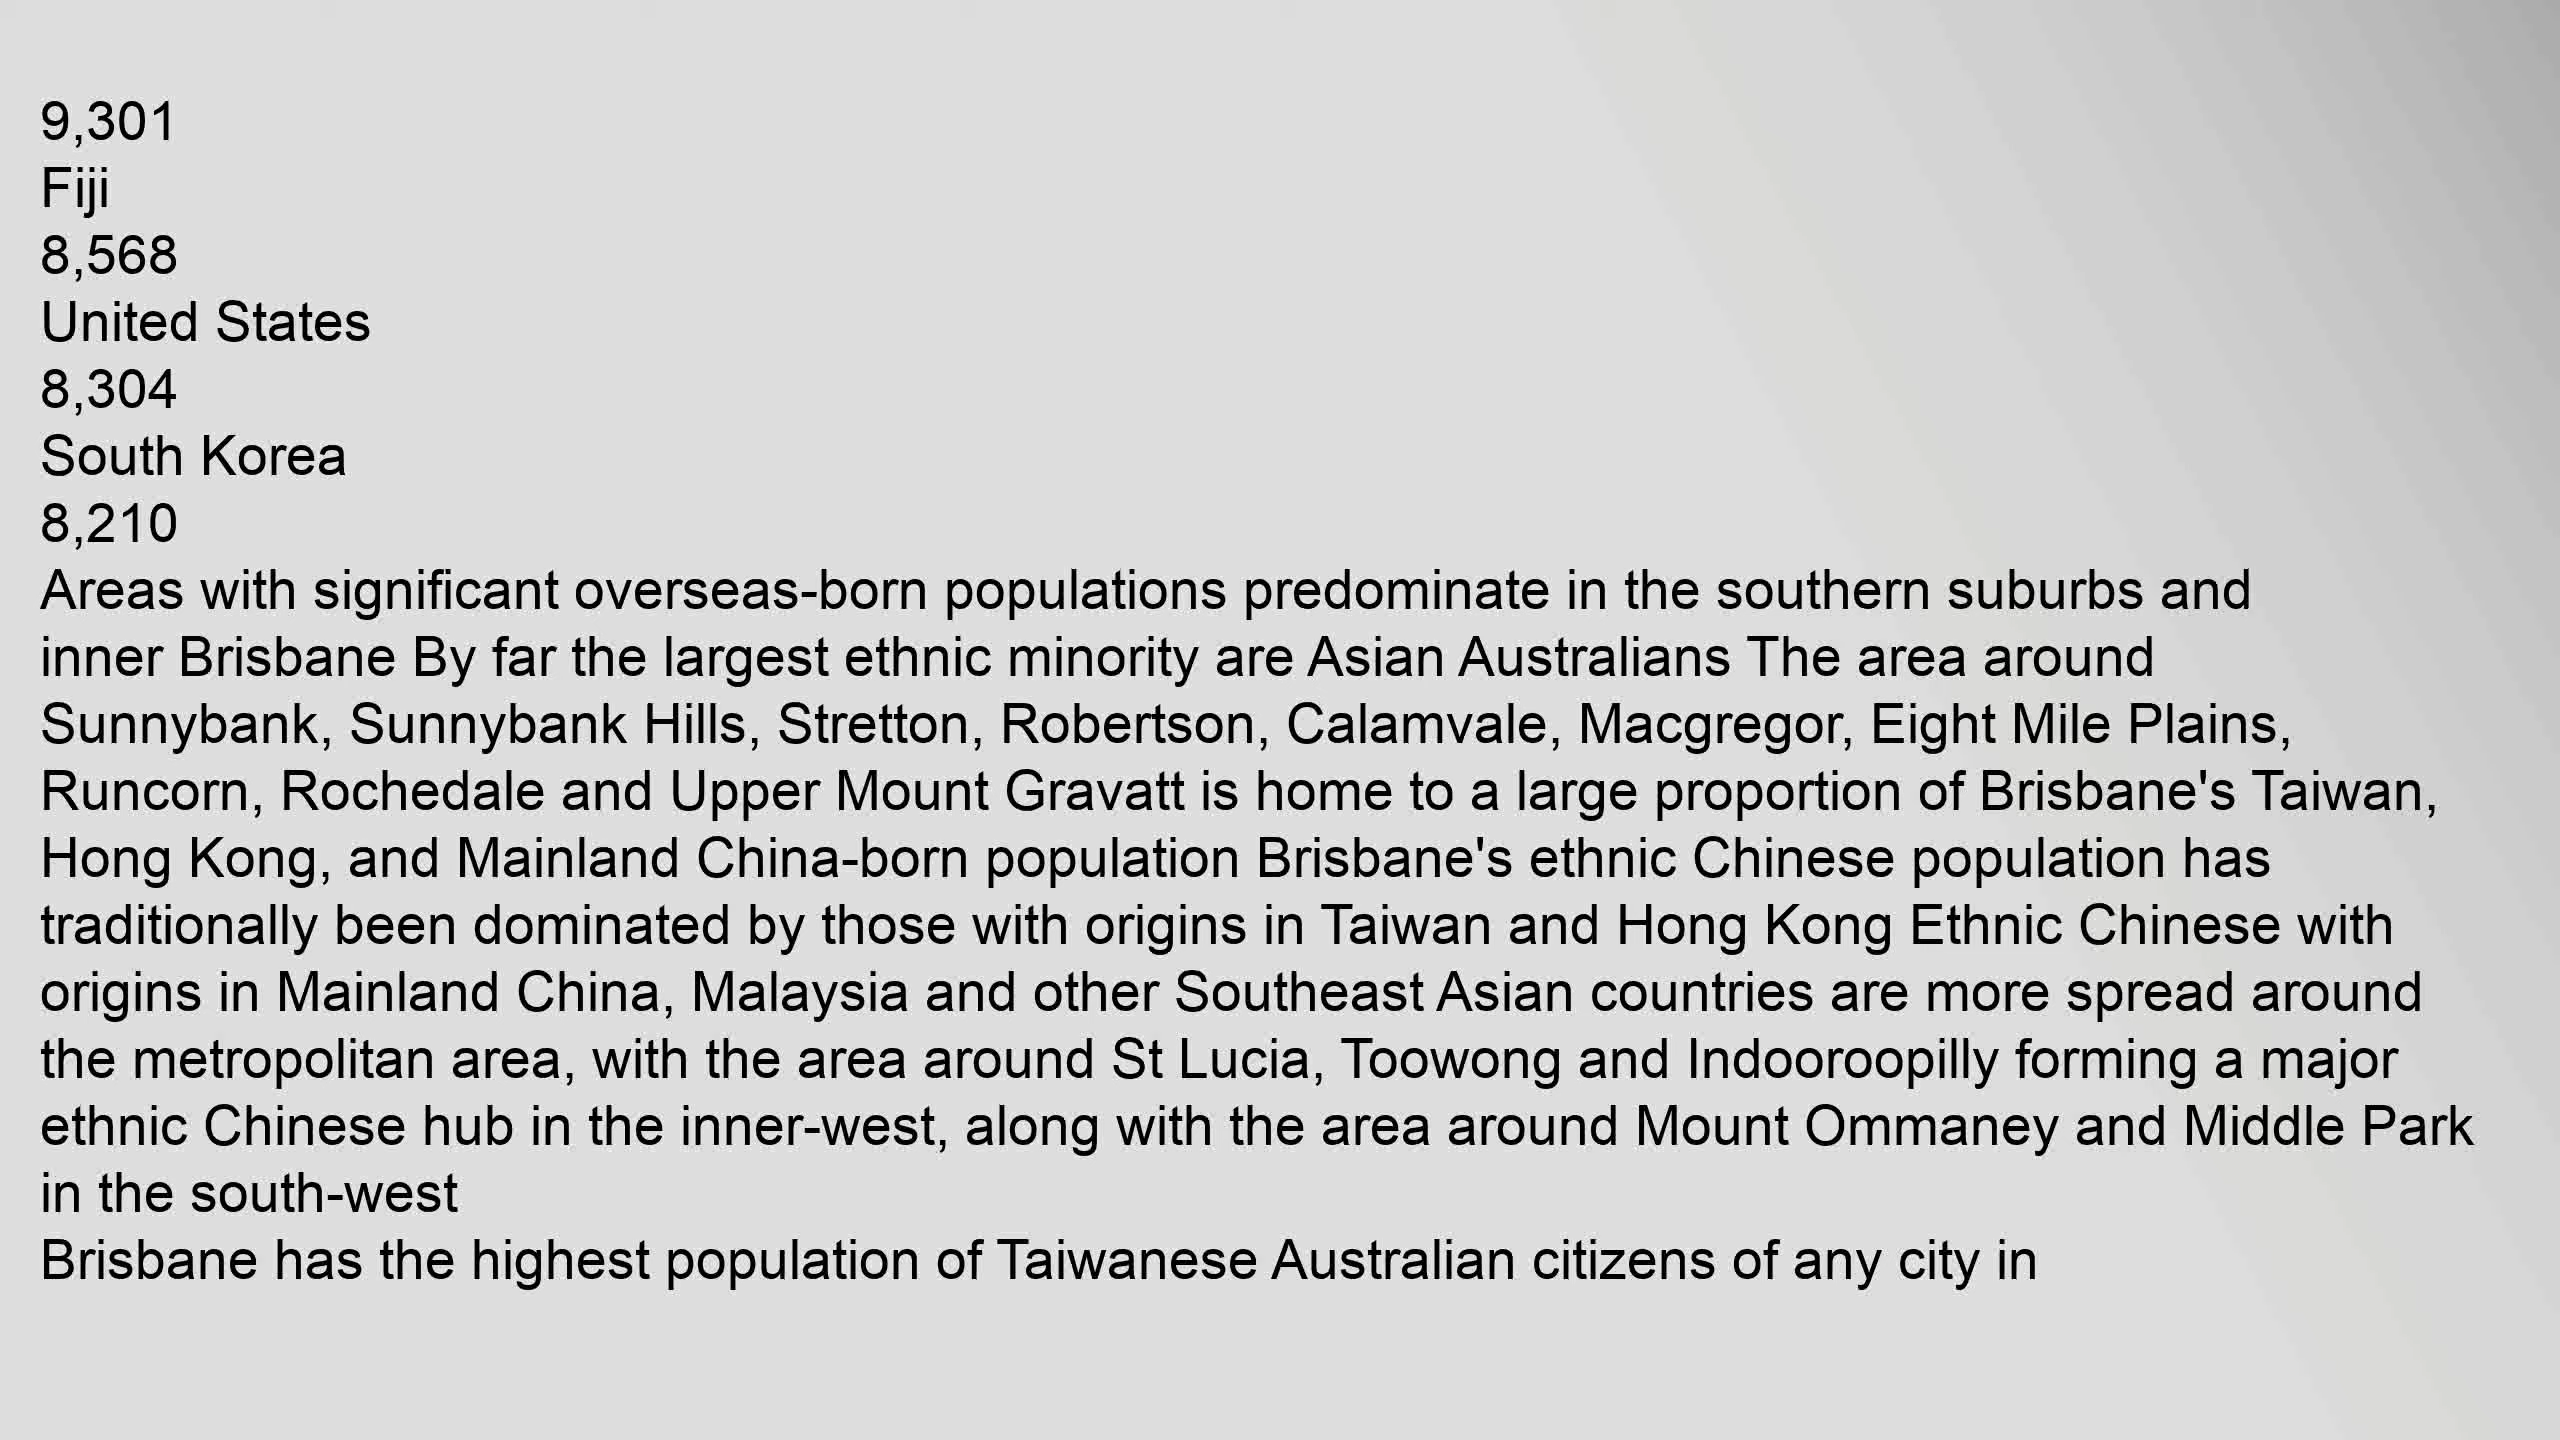 9,301
Fiji
8,568
United States
8,304
South Korea
8,210
Areas with significant overseas-born populations predominate in the southern suburbs and
inner Brisbane By far the largest ethnic minority are Asian Australians The area around
Sunnybank, Sunnybank Hills, Stretton, Robertson, Calamvale, Macgregor, Eight Mile Plains,
Runcorn, Rochedale and Upper Mount Gravatt is home to a large proportion of Brisbane's Taiwan,
Hong Kong, and Mainland China-born population Brisbane's ethnic Chinese population has
traditionally been dominated by those with origins in Taiwan and Hong Kong Ethnic Chinese with
origins in Mainland China, Malaysia and other Southeast Asian countries are more spread around
the metropolitan area, with the area around St Lucia, Toowong and Indooroopilly forming a major
ethnic Chinese hub in the inner-west, along with the area around Mount Ommaney and Middle Park
in the south-west
Brisbane has the highest population of Taiwanese Australian citizens of any city in